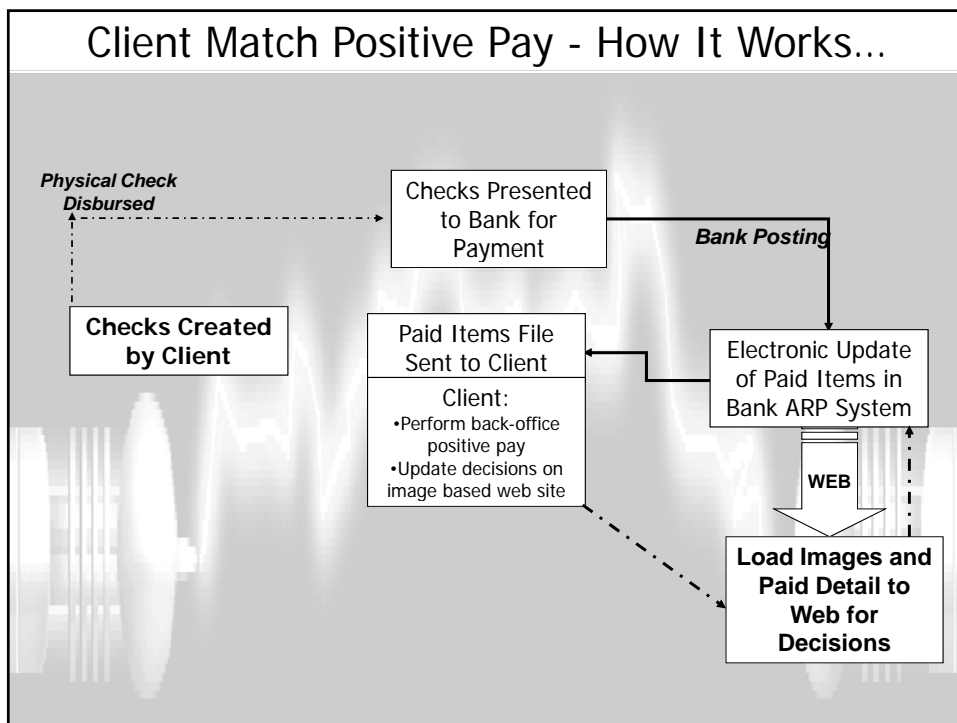 Client Match Positive Pay - How It Works...
Physical Check
Disbursed
Checks Presented
to Bank for
Payment
Bank Posting
Checks Created
by Client
Paid Items File
Sent to Client
Client:
•Perform back-office
positive pay
•Update decisions on
image based web site
Electronic Update
of Paid Items in
Bank ARP System
WEB
Load Images and
Paid Detail to
Web for
Decisions